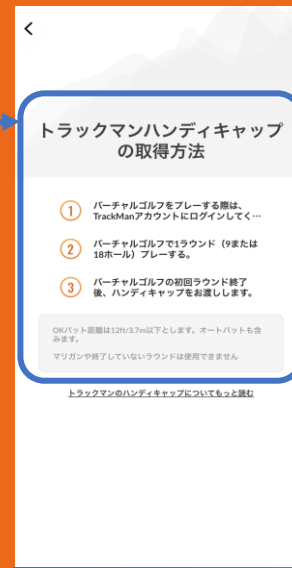 トラックマンハンディキャップ
の取得方法
1 バーチャルゴルフをプレーする際は、
TrackManアカウントにログインしてく…
2 バーチャルゴルフで1ラウンド（9または
18ホール）プレーする。
3 バーチャルゴルフの初回ラウンド終了
後、ハンディキャップをお渡しします。
OKパット距離は12ft/3.7m以下とします。オートパットも含
みます。
マリガンや終了していないラウンドは使用できません
トラックマンのハンディキャップについてもっと読む